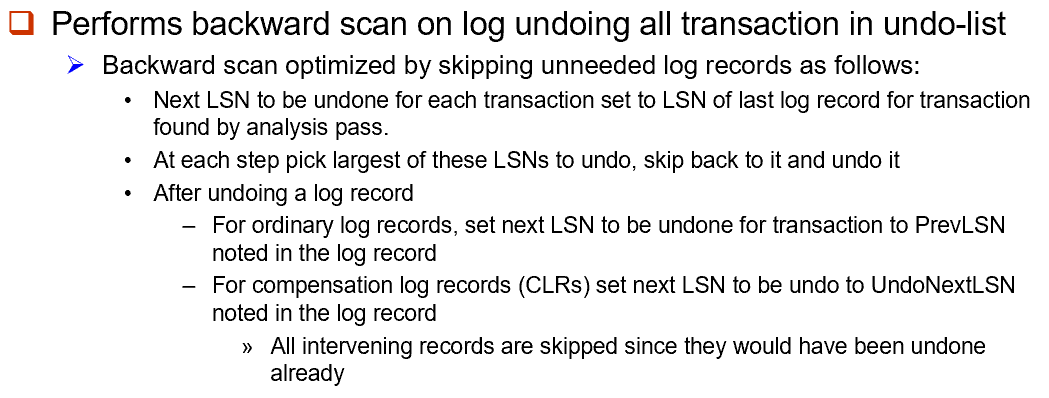 ❑ Performs backward scan on log undoing all transaction in undo-list
➢ Backward scan optimized by skipping unneeded log records as follows:
• Next LSN to be undone for each transaction set to LSN of last log record for transaction
found by analysis pass.
• At each step pick largest of these LSNs to undo, skip back to it and undo it
• After undoing a log record
– For ordinary log records, set next LSN to be undone for transaction to PrevLSN
noted in the log record
– For compensation log records (CLRs) set next LSN to be undo to UndoNextLSN
noted in the log record
» All intervening records are skipped since they would have been undone
already